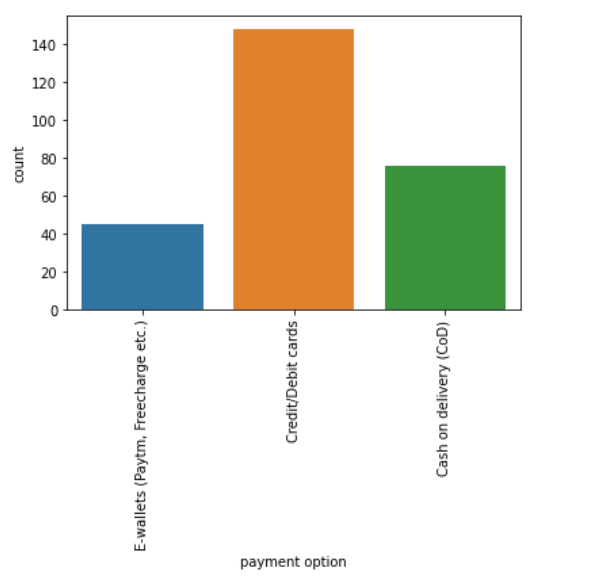 140
120
100
80
60
40
20
0
count
E-wallets (Paytm, Freecharge etc.)
Credit/Debit cards
Cash on delivery (CoD)
payment option